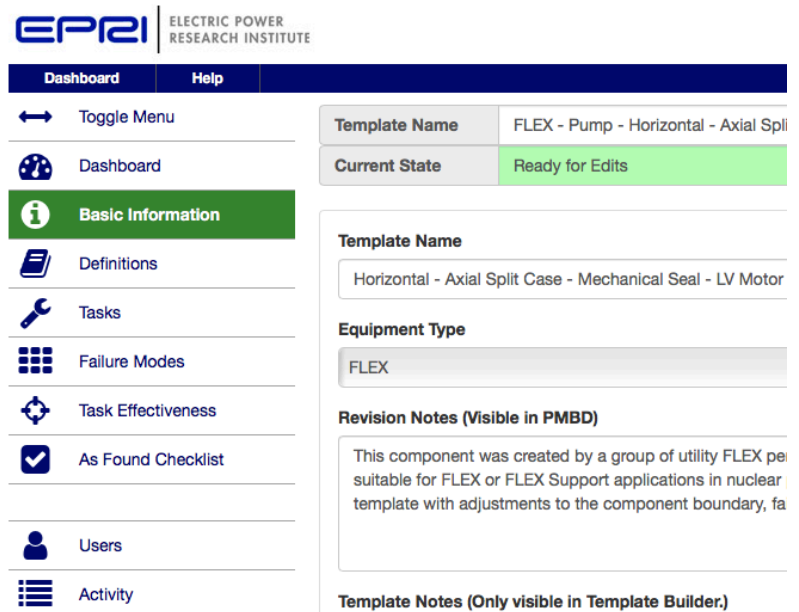 EPRI
ELECTRIC POWER
RESEARCH INSTITUTE
Dashboard
Help
Toggle Menu
Dashboard
Basic Information
Definitions
Tasks
Failure Modes
Task Effectiveness
As Found Checklist
Users
Activity
Template Name
FLEX - Pump - Horizontal - Axial
Current State
Ready for Edits
Template Name
Horizontal - Axial Split Case - Mechanical Seal - LV Motor
Equipment Type
FLEX
Revision Notes (Visible in PMBD)
This component was created by a group of utility FLEX
suitable for FLEX or FLEX Support applications in nuclear
template with adjustments to the component boundary,
Template Notes (Only visible in Template Builder.)